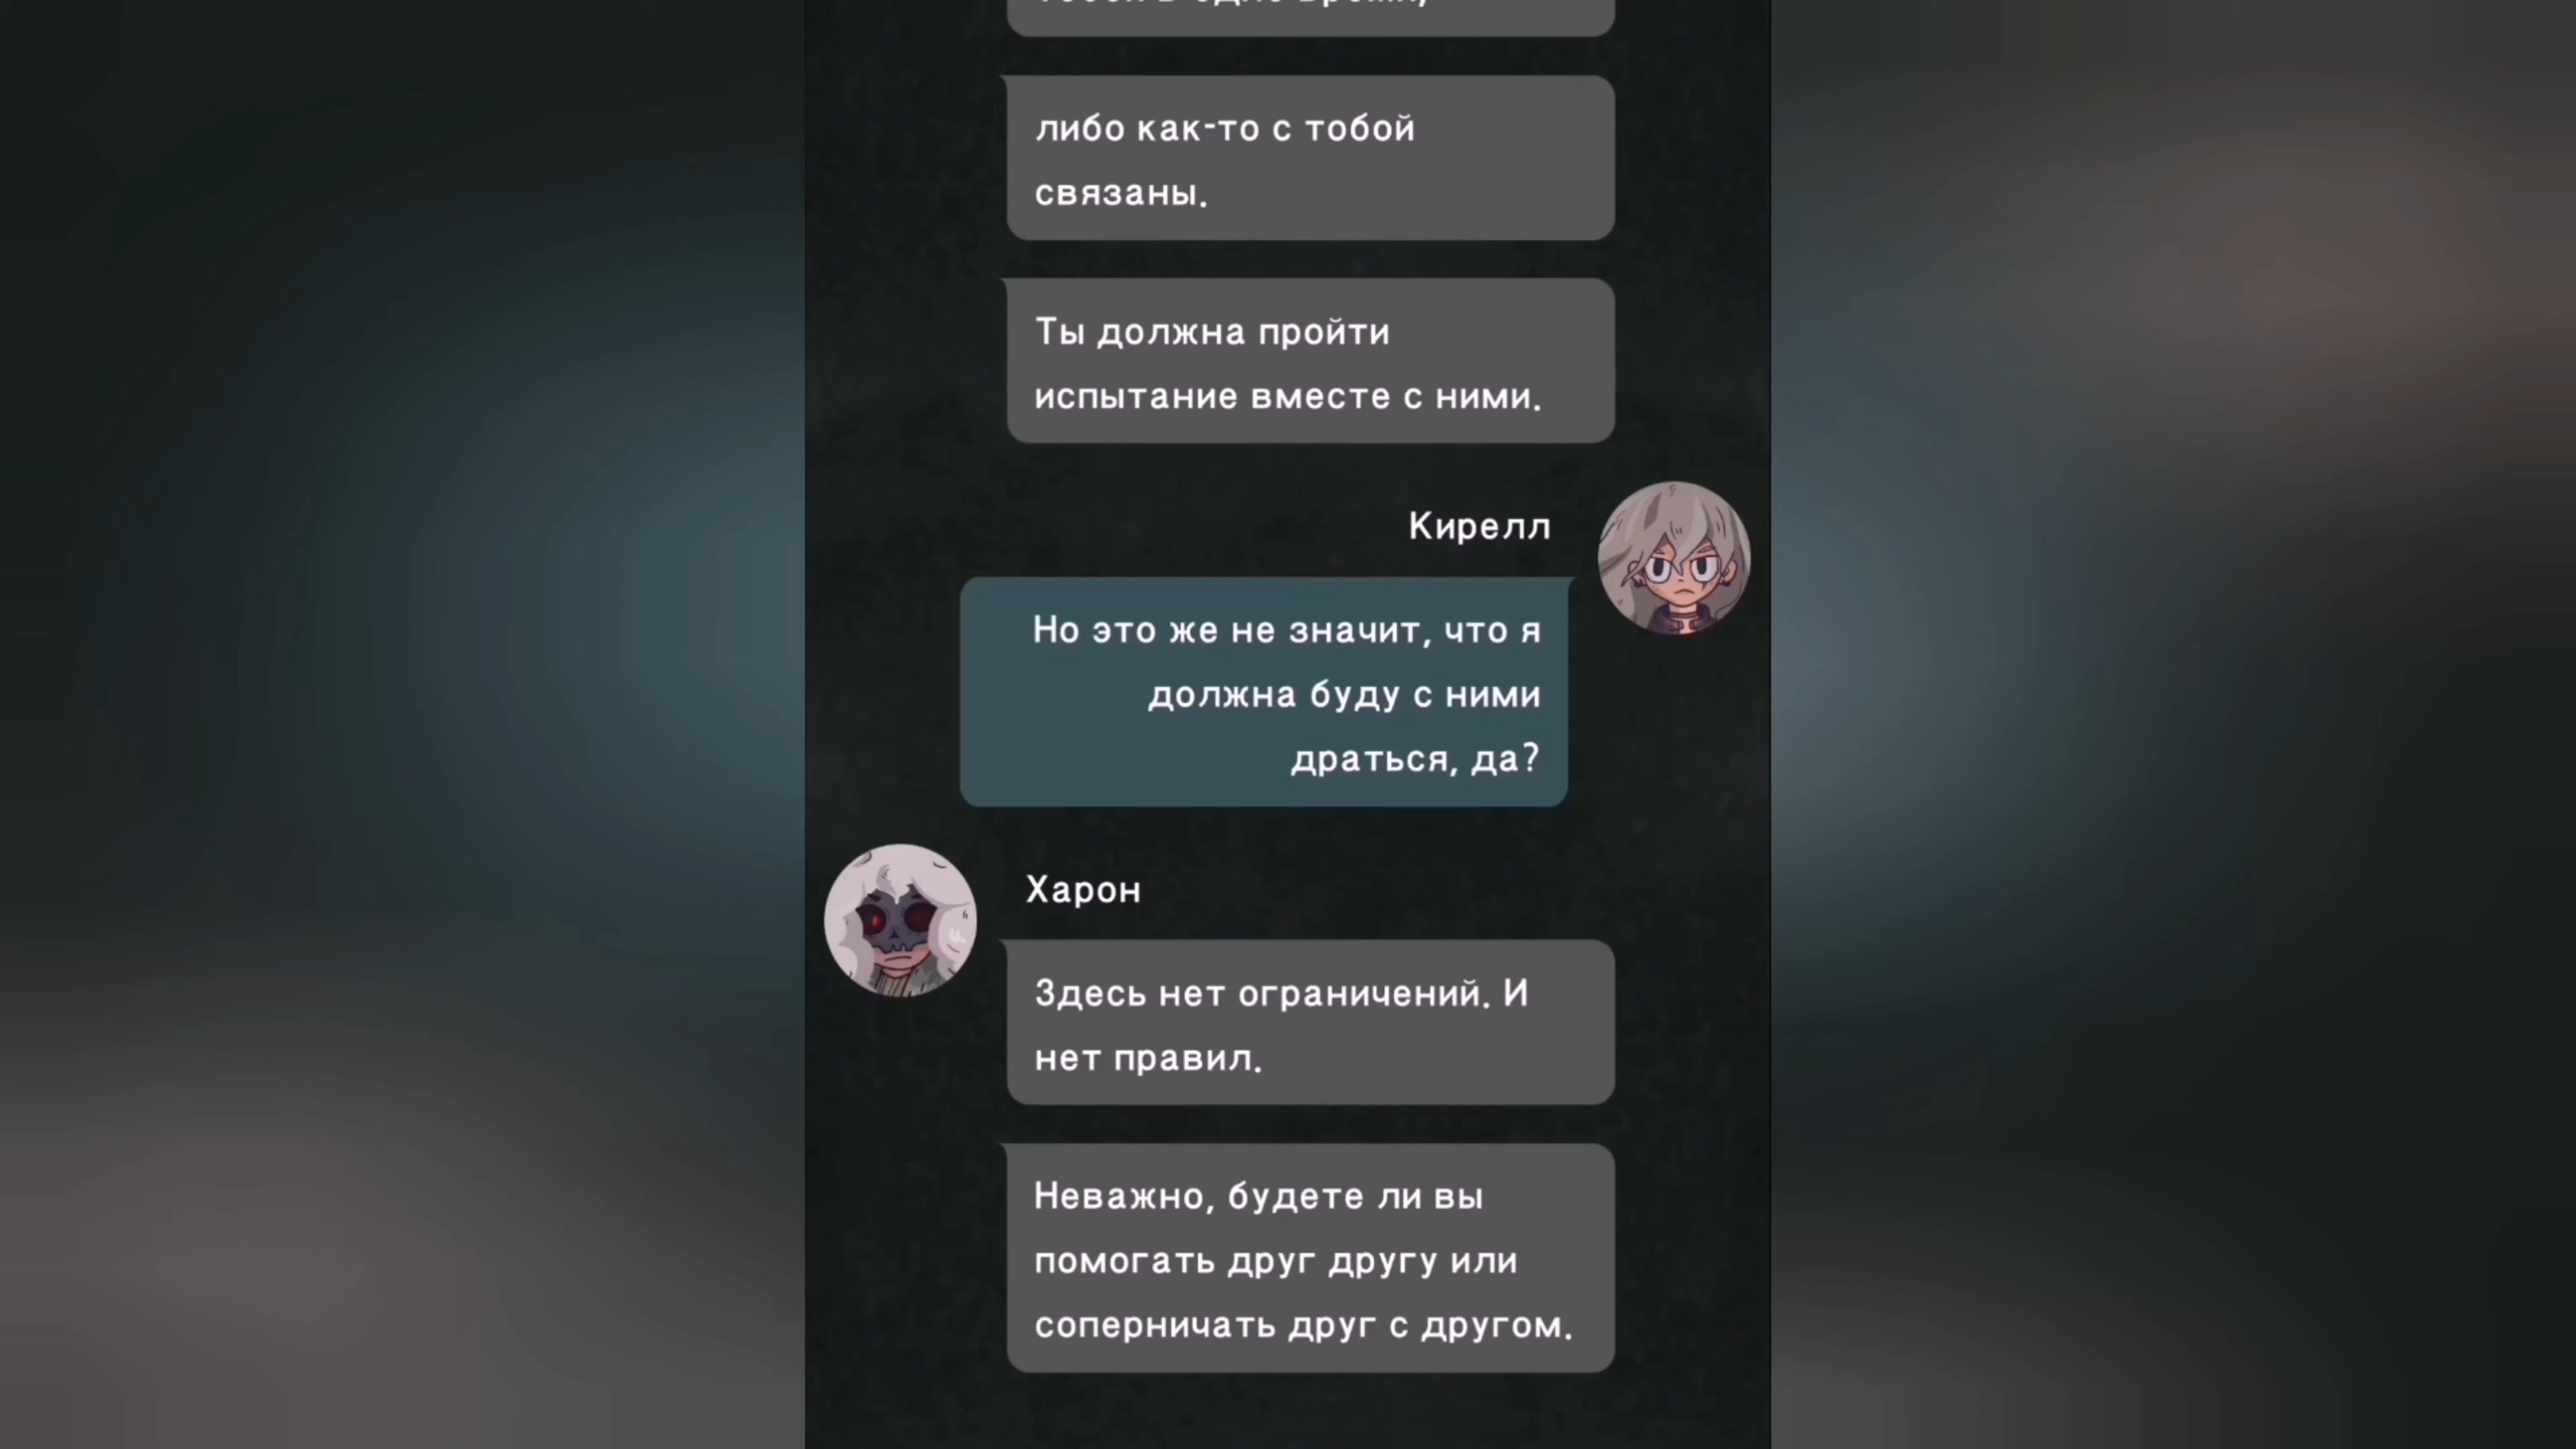 либо как-то с тобой
связаны.
Ты должна пройти
испытание вместе с ними.
Кирелл
Но это же не значит, что я
должна буду с ними
драться, да?
Харон
Здесь нет ограничений. И
нет правил.
Неважно, будете ли вы
помогать друг другу или
соперничать друг с другом.